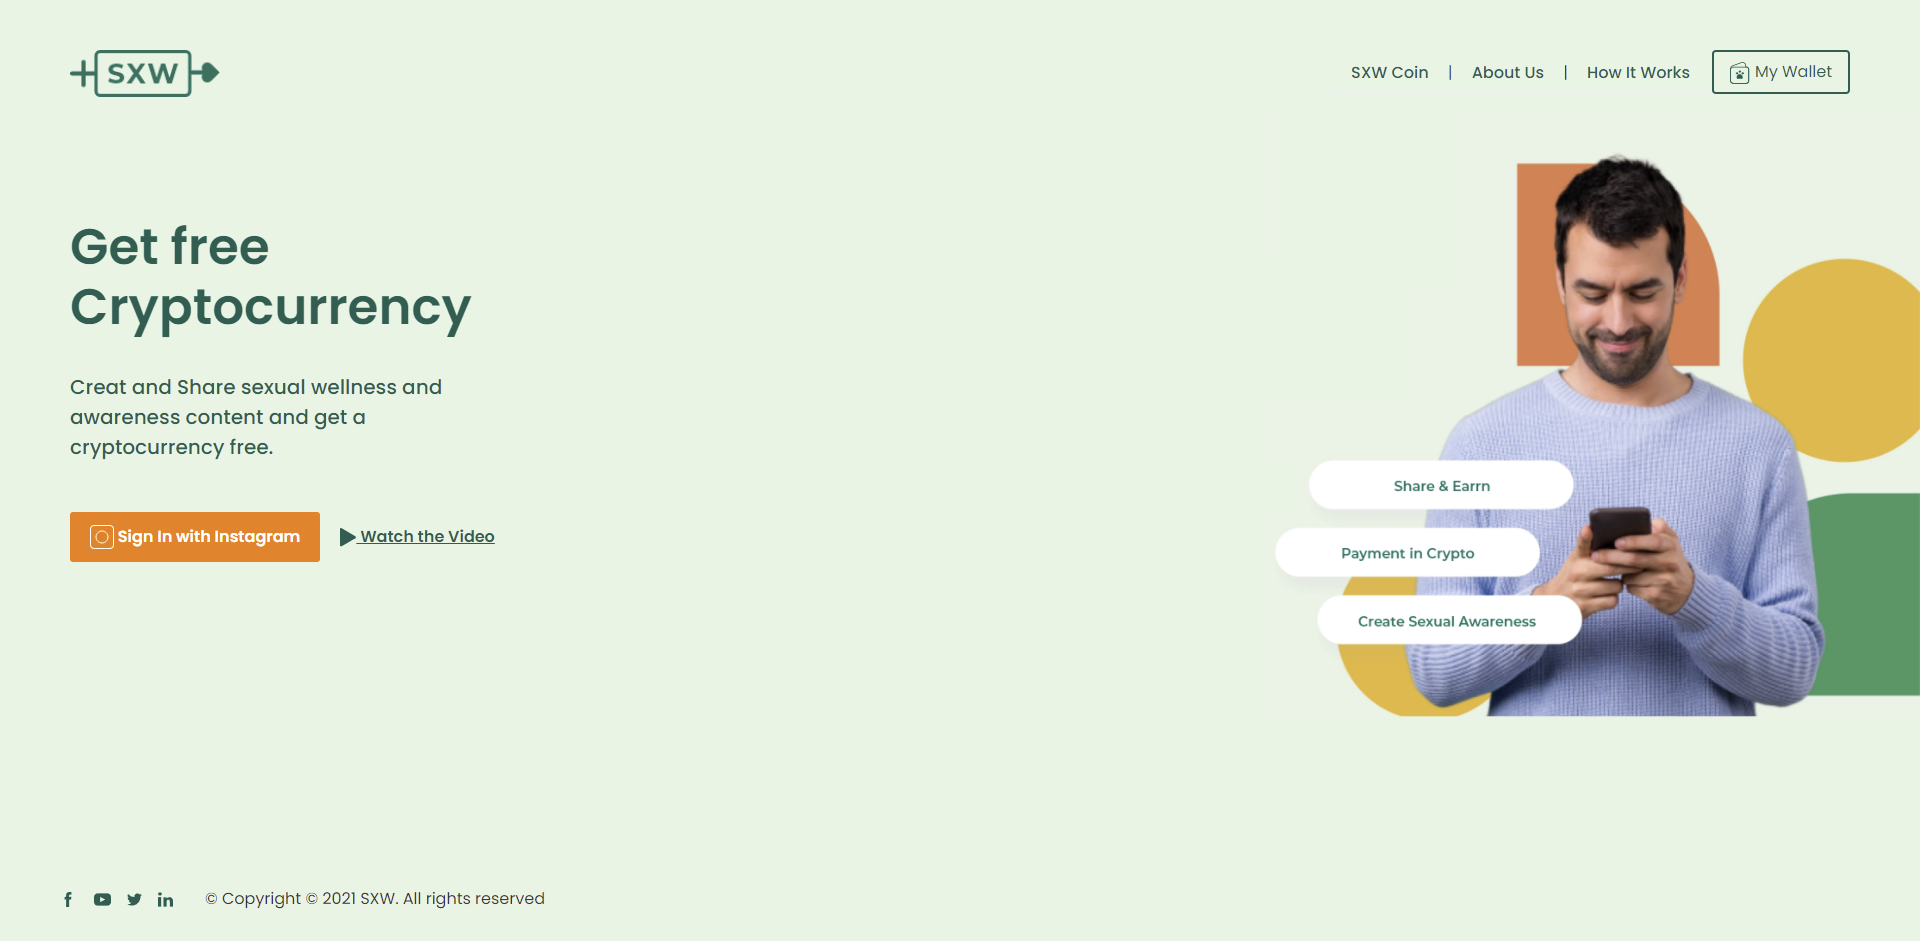 SXW
SXW Coin | About Us | How It Works My Wallet
Get free
Cryptocurrency
Creat and Share sexual wellness and
awareness content and get a
cryptocurrency free.
Sign In with Instagram Watch the Video
Share & Earrn
Payment in Crypto
Create Sexual Awareness
© Copyright © 2021 SXW. All rights reserved